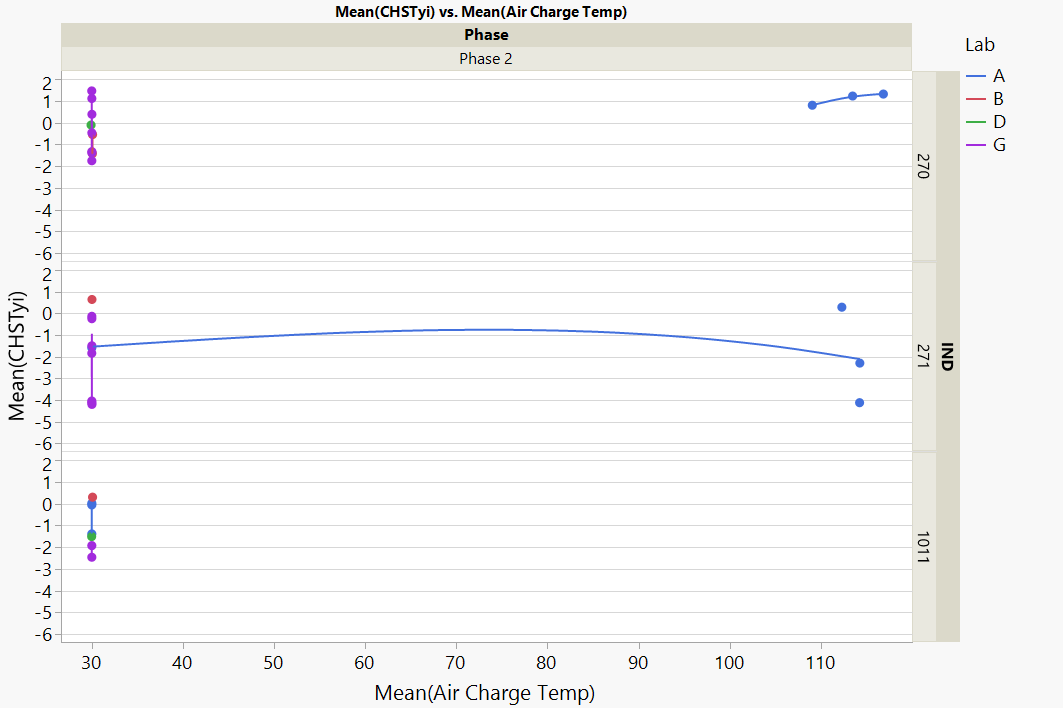 Mean(CHSTyi) vs. Mean(Air Charge Temp)
Phase
Phase 2
Lab
A
B
D
G
Mean(CHSTyi)
2
1
0
-1
-2
-3
-4
-5
-6
270
2
1
0
-1
-2
-3
-4
-5
-6
271
IND
2
1
0
-1
-2
-3
-4
-5
-6
1011
30 40 50 60 70 80 90 100 110
Mean(Air Charge Temp)